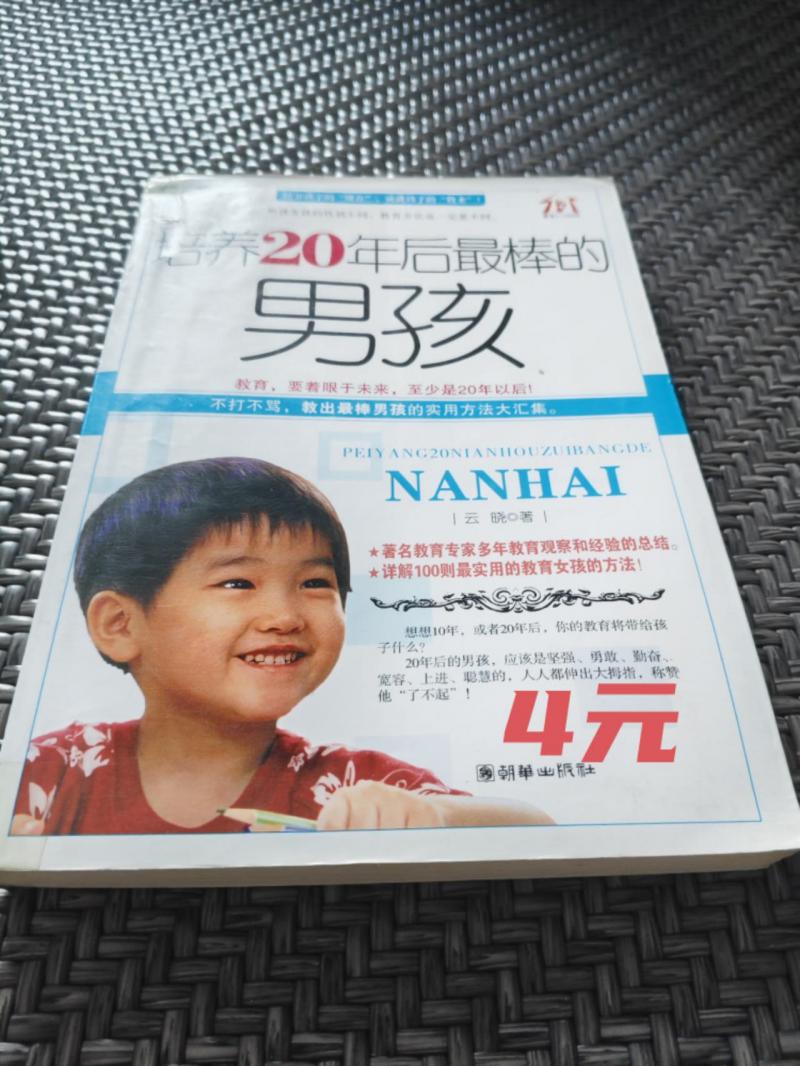 培养20年后最棒的
男孩
教育，要着眼于未来，至少是20年以后！
不打不骂，教出最棒男孩的实用方法大汇集。
PEIYANG20NIANHOUZUIBANGDE
NANHAI
｜云 晓◎著｜
★著名教育专家多年教育观察和经验的总结。
★详解100则最实用的教育女孩的方法！
想想10年，或者20年后，你的教育将带给孩
子什么？
20年后的男孩，应该是坚强、勇敢、勤奋、
宽容、上进、聪慧的，人人都伸出大拇指，称赞
他“了不起”！
4元
朝華出版社